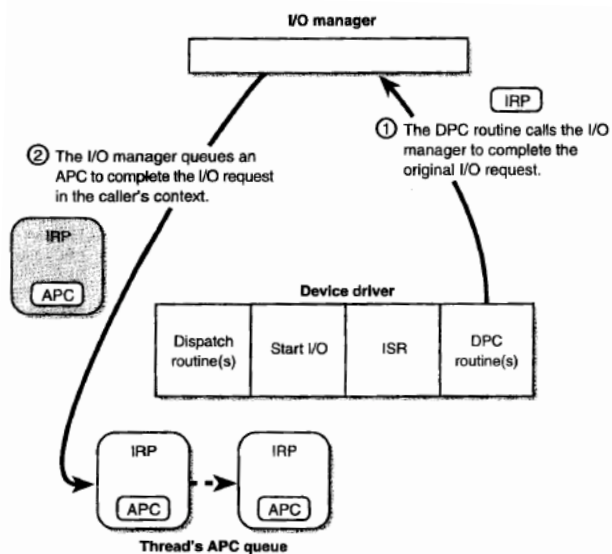 I/O manager
IRP
① The DPC routine calls the I/O
manager to complete the
original I/O request.
② The I/O manager queues an
APC to complete the I/O request
in the caller's context.
IRP
APC
Device driver
Dispatch
routine(s)
Start I/O
ISR
DPC
routine(s)
IRP
APC
IRP
APC
Thread's APC queue